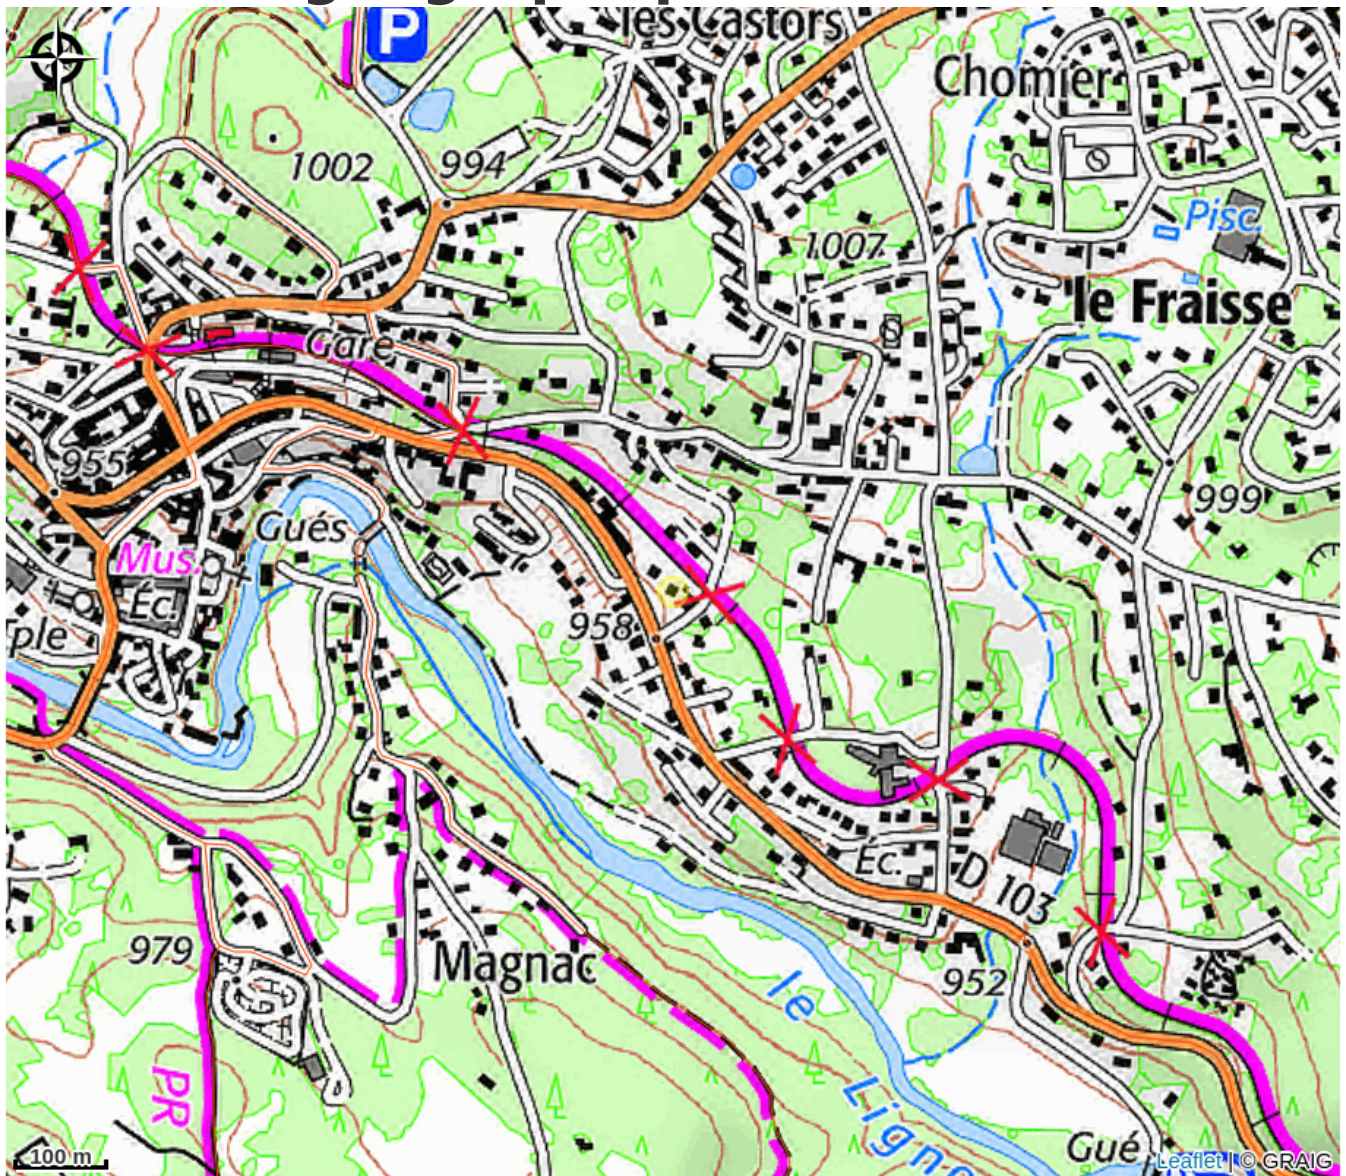 P
les Castors
Chomier
1002
994
Pisc.
1007
le Fraisse
Gare
955
999
Gués
Mus.
Éc.
ple
958
Éc.
D 103
979
Magnac
952
le
Ligne
PR
Gué
100 m
Leaflet | © GRAIG